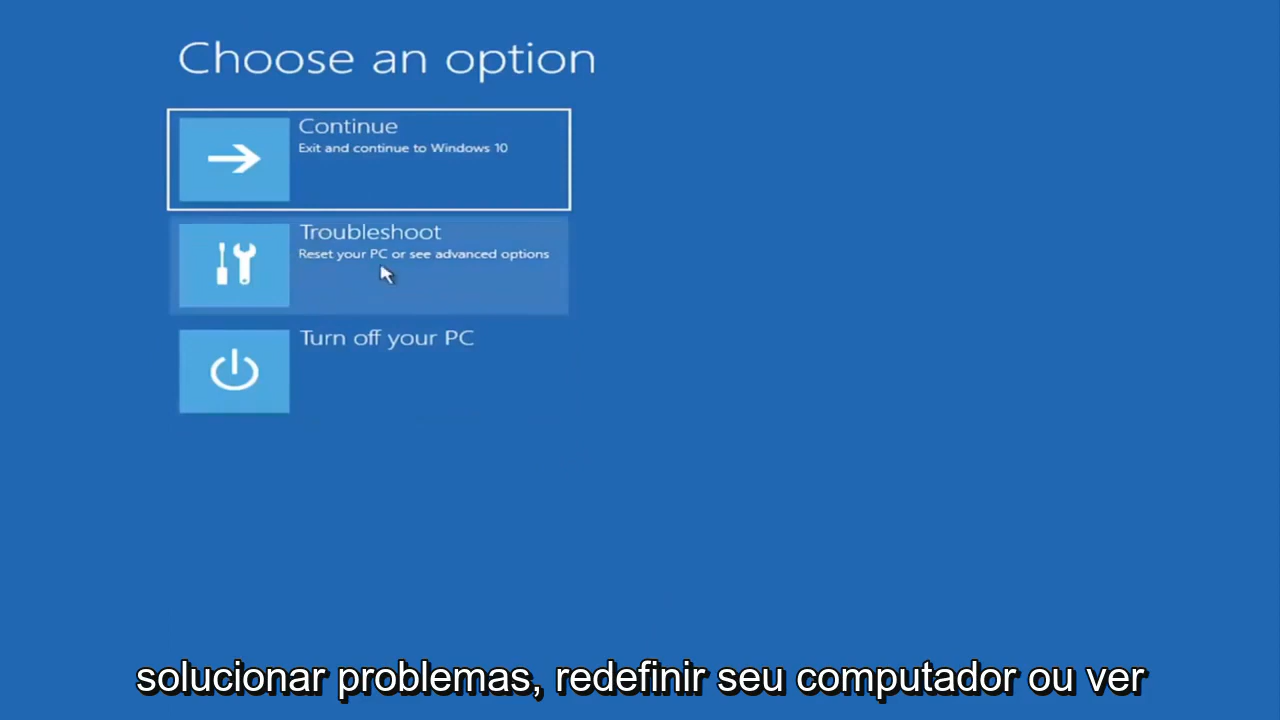 Choose an option
Continue
Exit and continue to Windows 10
Troubleshoot
Reset your PC or see advanced options
Turn off your PC
solucionar problemas, redefinir seu computador ou ver